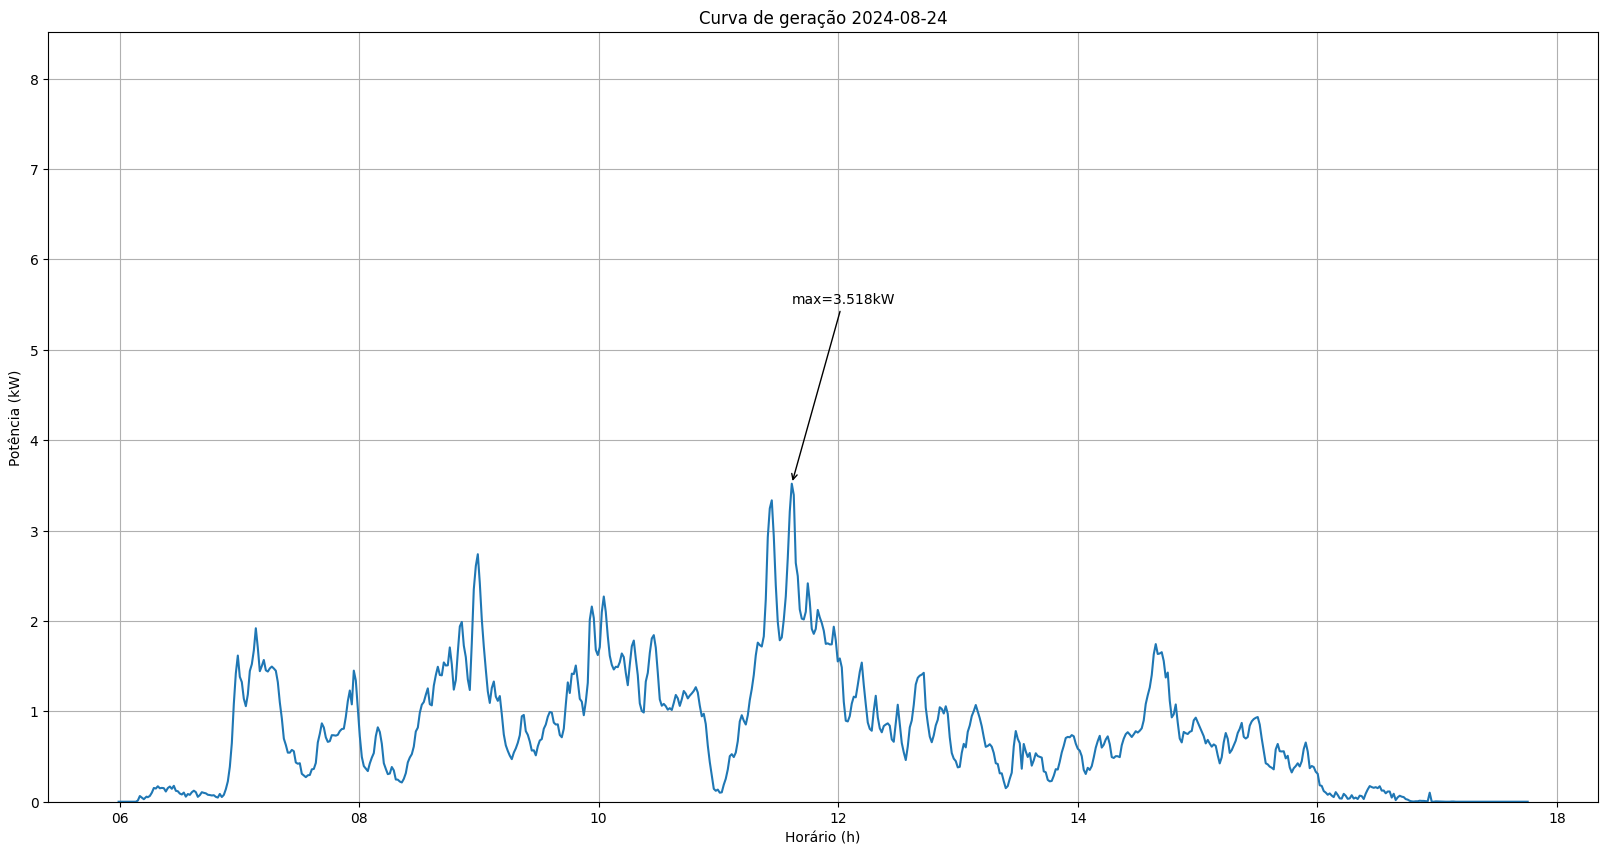 Curva de geração 2024-08-24
8
7
6
5
4
3
2
1
0
Potência (kW)
max=3.518kW
06 08 10 12 14 16 18
Horário (h)